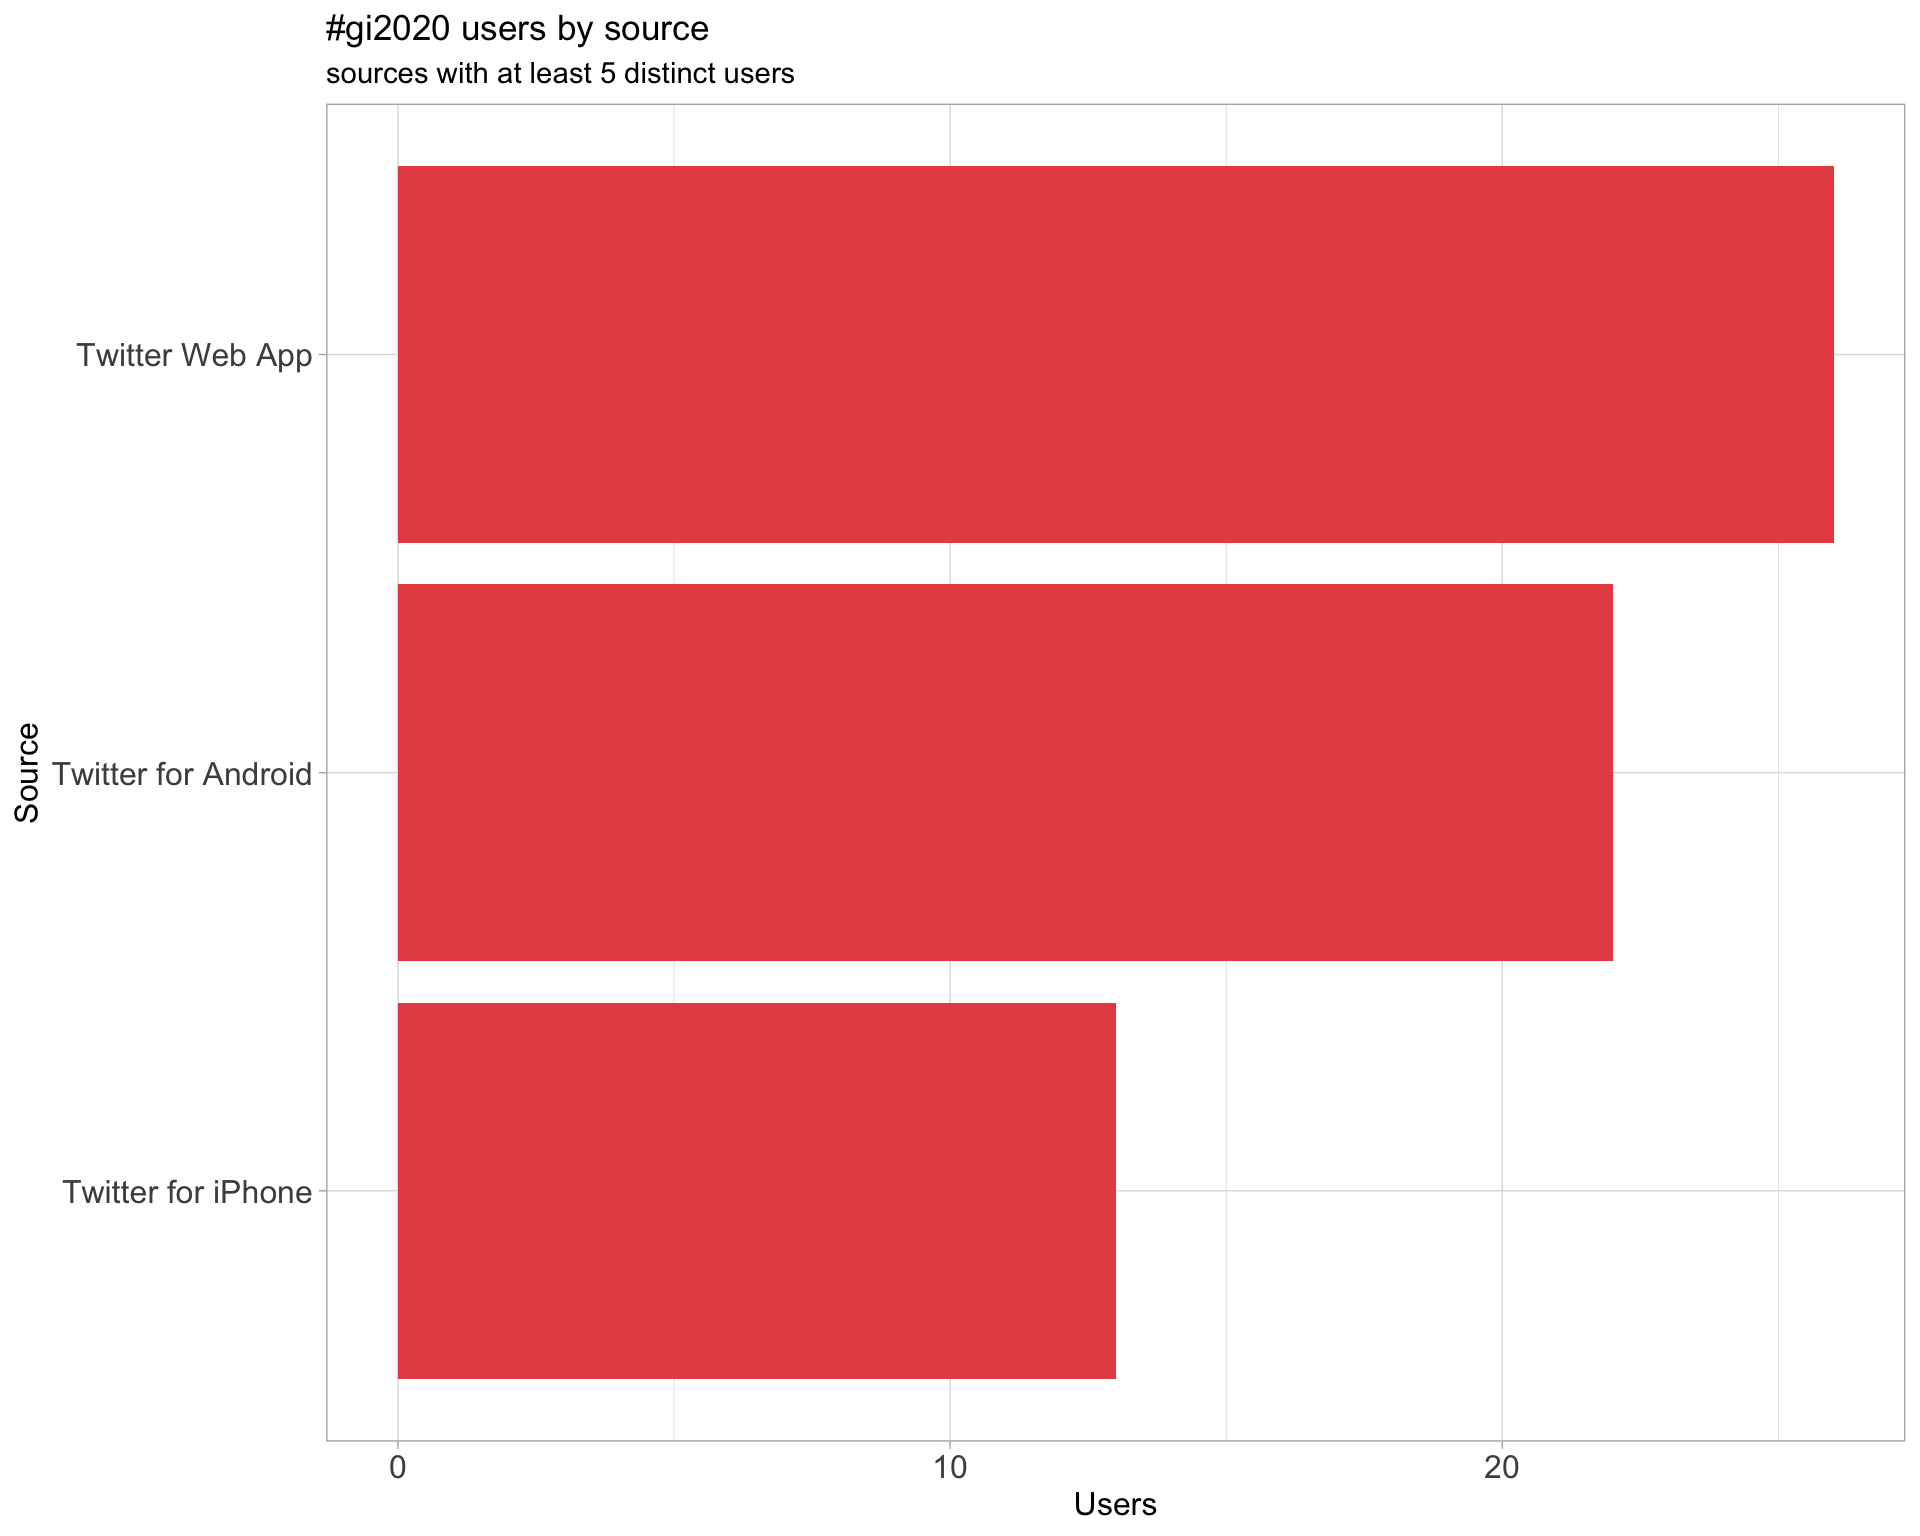 #gi2020 users by source
sources with at least 5 distinct users
Source
Twitter Web App
Twitter for Android
Twitter for iPhone
0 10 20
Users